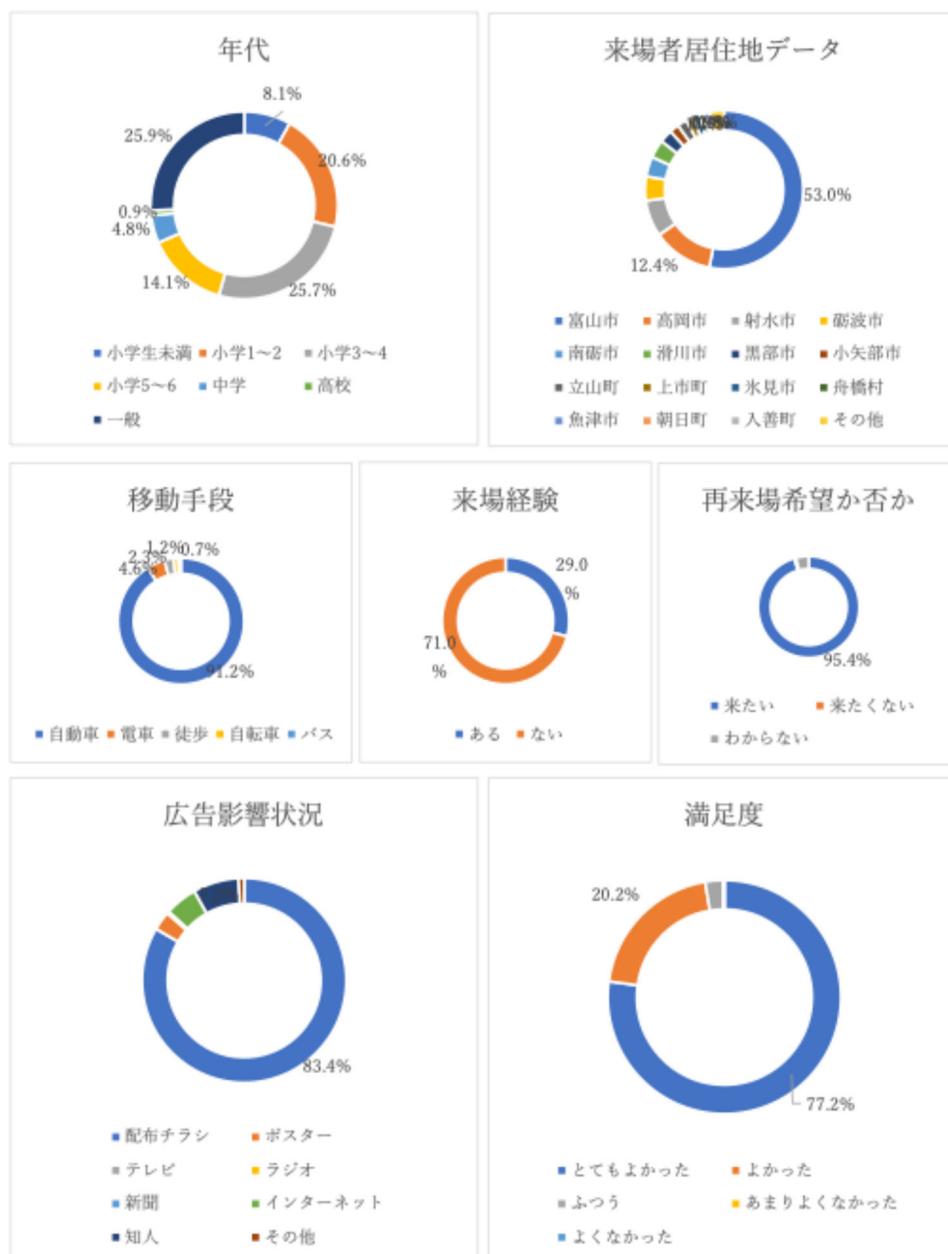 年代
8.1%
20.6%
25.7%
14.1%
4.8%
0.9%
25.9%
小学生未満 小学1～2 小学3～4
小学5～6 中学 高校
一般
来場者居住地データ
53.0%
12.4%
富山市 高岡市 射水市 砺波市
南砺市 滑川市 黒部市 小矢部市
立山町 上市町 氷見市 舟橋村
魚津市 朝日町 入善町 その他
移動手段
1.2% 0.7%
2.3%
4.6%
91.2%
自動車 電車 徒歩 自転車 バス
来場経験
29.0
%
71.0
%
ある ない
再来場希望か否か
95.4%
来たい 来たくない
わからない
広告影響状況
83.4%
配布チラシ ポスター
テレビ ラジオ
新聞 インターネット
知人 その他
満足度
20.2%
77.2%
とてもよかった よかった
ふつう あまりよくなかった
よくなかった